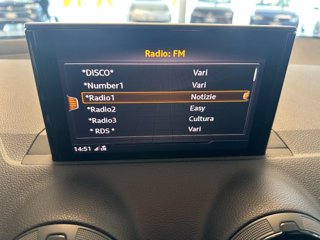 Radio: FM
*DISCO* Vari
*Number1 Vari
*Radio1 Notizie
*Radio2 Easy
*Radio3 Cultura
* RDS * Vari
14:51